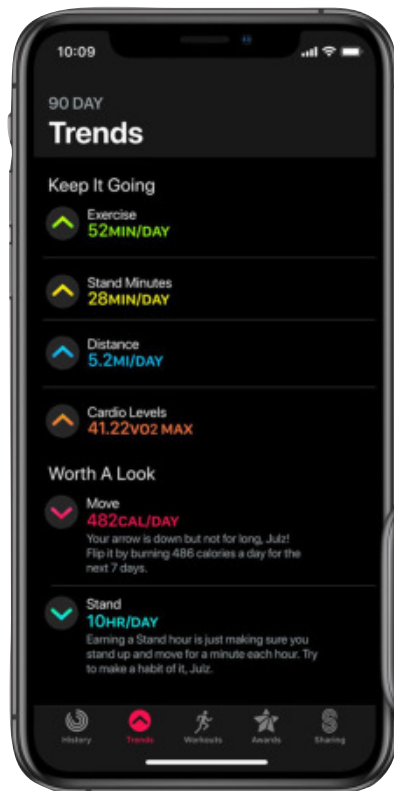 10:09
90 DAY
Trends
Keep It Going
Exercise
52MIN/DAY
Stand Minutes
28MIN/DAY
Distance
5.2MI/DAY
Cardio Levels
41.22VO2 MAX
Worth A Look
Move
482CAL/DAY
Your arrow is down but not for
long, Julz!
Flip it by burning 486 calories a day for the
next 7 days.
Stand
10HR/DAY
Earning a Stand hour is just making sure you
stand up and move for a minute each hour. Try
to make a habit of it, Julz.
History
Trends
Workouts
Awards
Sharing